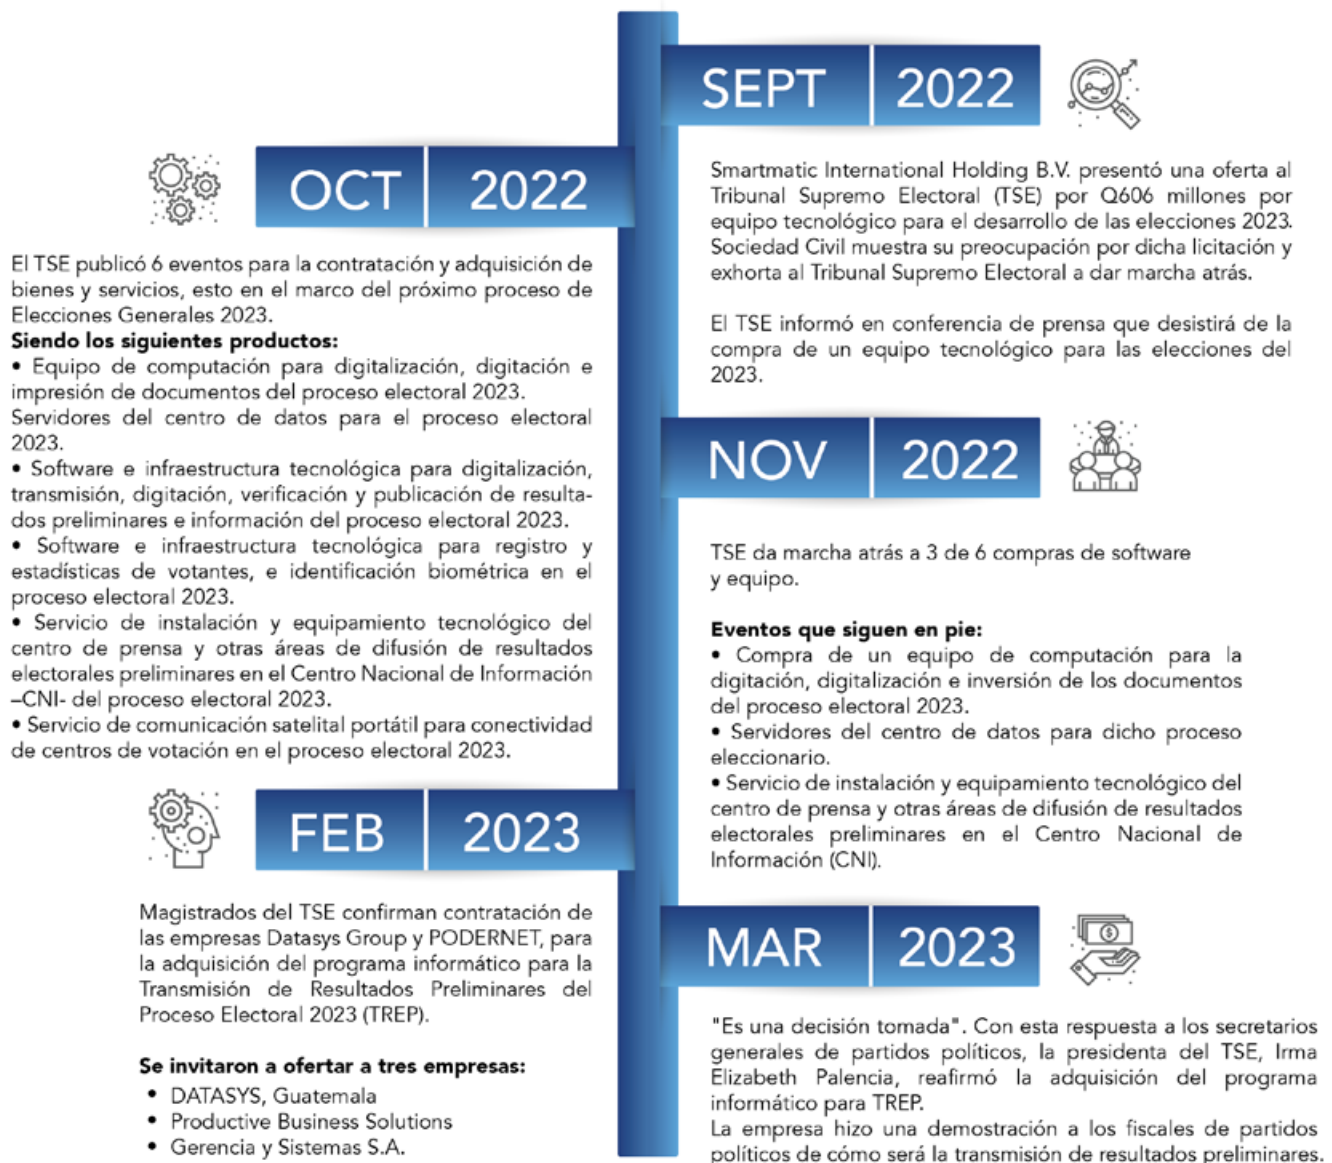 SEPT 2022
Smartmatic International Holding B.V. presentó una oferta al
Tribunal Supremo Electoral (TSE) por Q606 millones por
equipo tecnológico para el desarrollo de las elecciones 2023.
Sociedad Civil muestra su preocupación por dicha licitación y
exhorta al Tribunal Supremo Electoral a dar marcha atrás.
El TSE informó en conferencia de prensa que desistirá de la
compra de un equipo tecnológico para las elecciones del
2023.
OCT 2022
El TSE publicó 6 eventos para la contratación y adquisición de
bienes y servicios, esto en el marco del próximo proceso de
Elecciones Generales 2023.
Siendo los siguientes productos:
• Equipo de computación para digitalización, digitación e
impresión de documentos del proceso electoral 2023.
Servidores del centro de datos para el proceso electoral
2023.
• Software e infraestructura tecnológica para digitalización,
transmisión, digitación, verificación y publicación de resulta-
dos preliminares e información del proceso electoral 2023.
• Software e infraestructura tecnológica para registro y
estadísticas de votantes, e identificación biométrica en el
proceso electoral 2023.
• Servicio de instalación y equipamiento tecnológico del
centro de prensa y otras áreas de difusión de resultados
electorales preliminares en el Centro Nacional de Información
–CNI- del proceso electoral 2023.
• Servicio de comunicación satelital portátil para conectividad
de centros de votación en el proceso electoral 2023.
NOV 2022
TSE da marcha atrás a 3 de 6 compras de software
y equipo.
Eventos que siguen en pie:
• Compra de un equipo de computación para la
digitación, digitalización e inversión de los documentos
del proceso electoral 2023.
• Servidores del centro de datos para dicho proceso
eleccionario.
• Servicio de instalación y equipamiento tecnológico del
centro de prensa y otras áreas de difusión de resultados
electorales preliminares en el Centro Nacional de
Información (CNI).
FEB 2023
Magistrados del TSE confirman contratación de
las empresas Datasys Group y PODERNET, para
la adquisición del programa informático para la
Transmisión de Resultados Preliminares del
Proceso Electoral 2023 (TREP).
Se invitaron a ofertar a tres empresas:
• DATASYS, Guatemala
• Productive Business Solutions
• Gerencia y Sistemas S.A.
MAR 2023
"Es una decisión tomada". Con esta respuesta a los secretarios
generales de partidos políticos, la presidenta del TSE, Irma
Elizabeth Palencia, reafirmó la adquisición del programa
informático para TREP.
La empresa hizo una demostración a los fiscales de partidos
políticos de cómo será la transmisión de resultados preliminares.